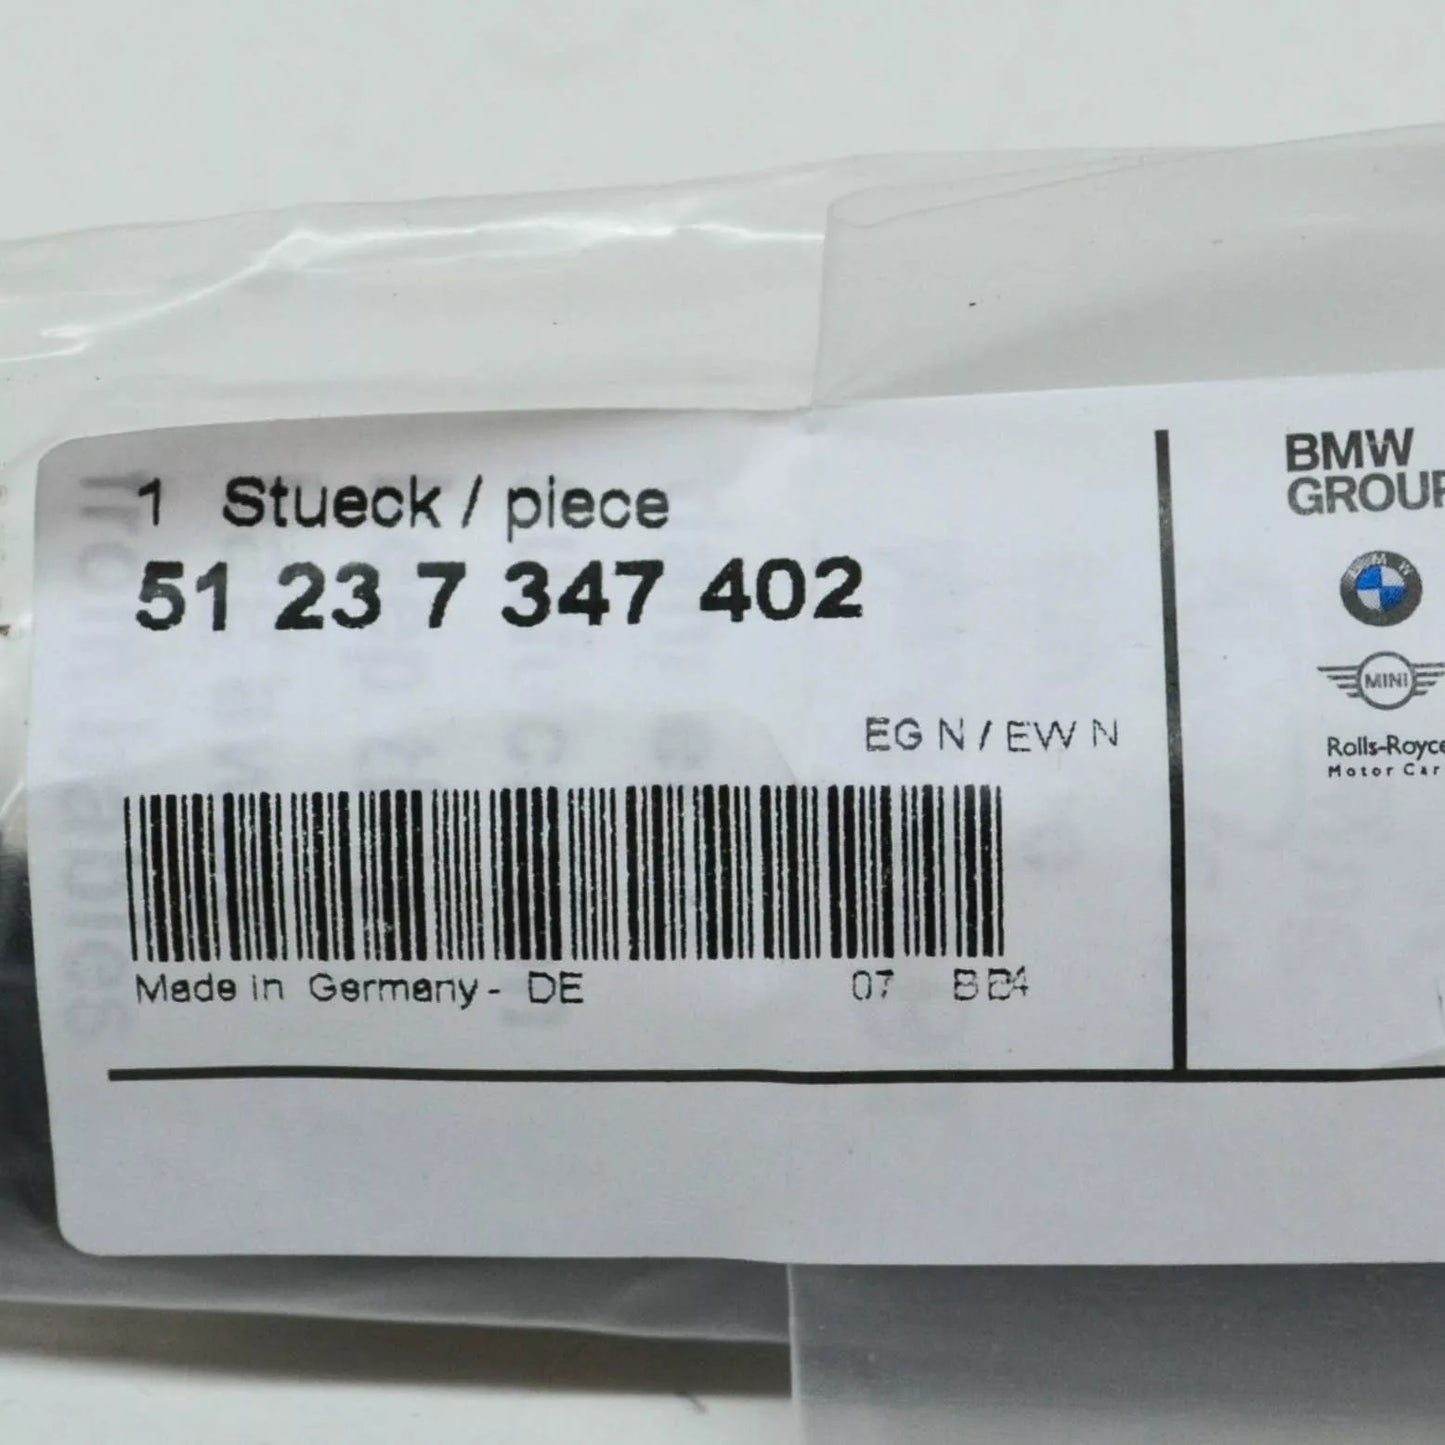 1 Stueck / piece
51 23 7 347 402
EG N / EW N
Made in Germany - DE 07
BMW
GROUP
BMW
MINI
Rolls-Royce
Motor Car